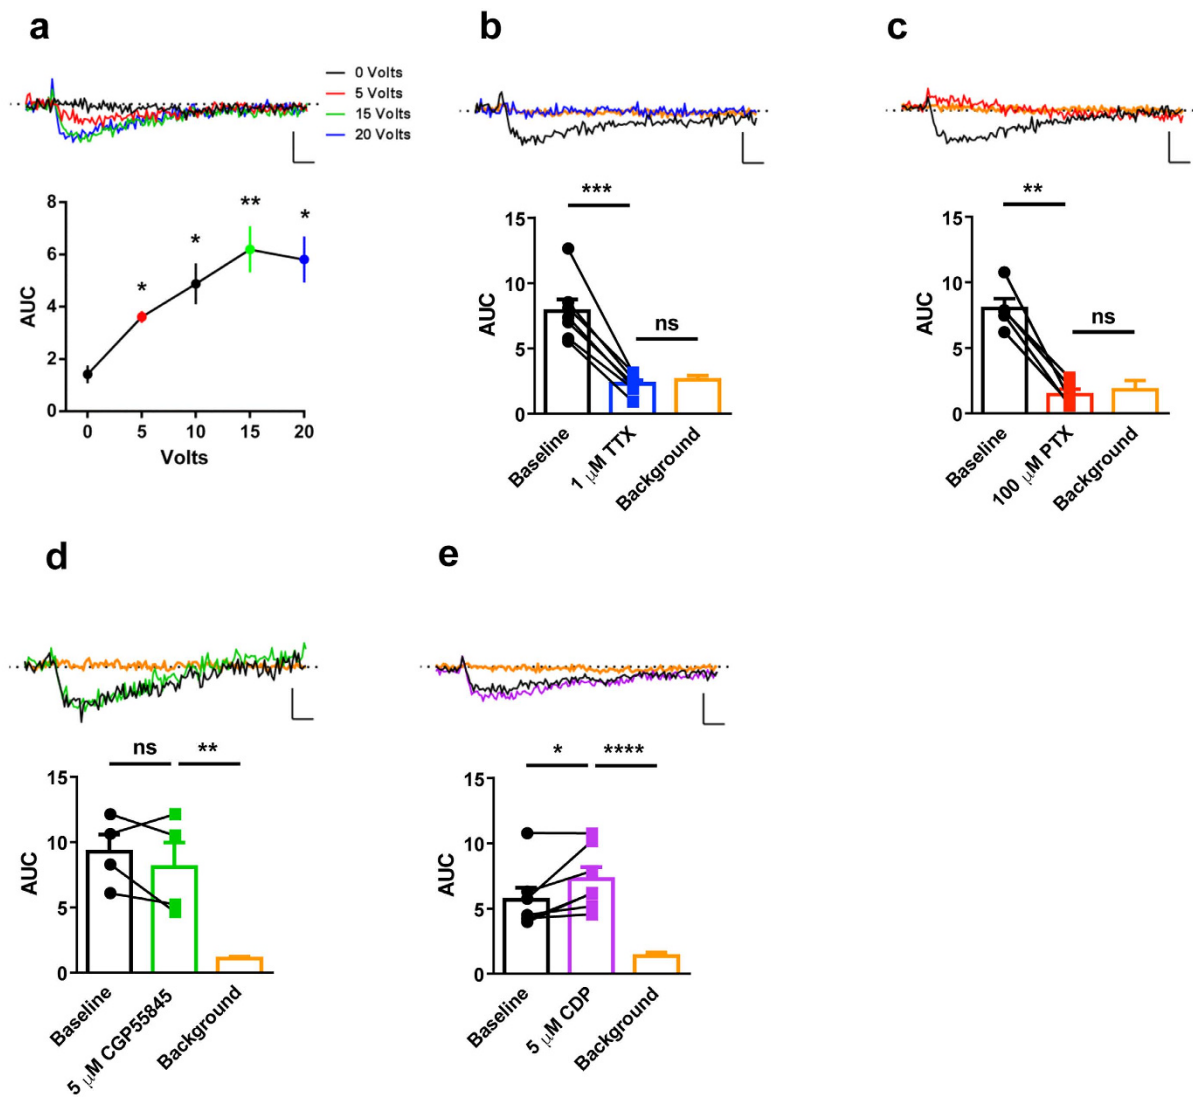 a
0 Volts
5 Volts
15 Volts
20 Volts
8
6
4
2
0
AUC
0 5 10 15 20
Volts
*
*
**
*
b
***
ns
15
10
5
0
AUC
Baseline
1 μM TTX
Background
c
**
ns
15
10
5
0
AUC
Baseline
100 μM PTX
Background
d
ns
**
15
10
5
0
AUC
Baseline
5 μM CGP55845
Background
e
*
****
15
10
5
0
AUC
Baseline
5 μM CDP
Background